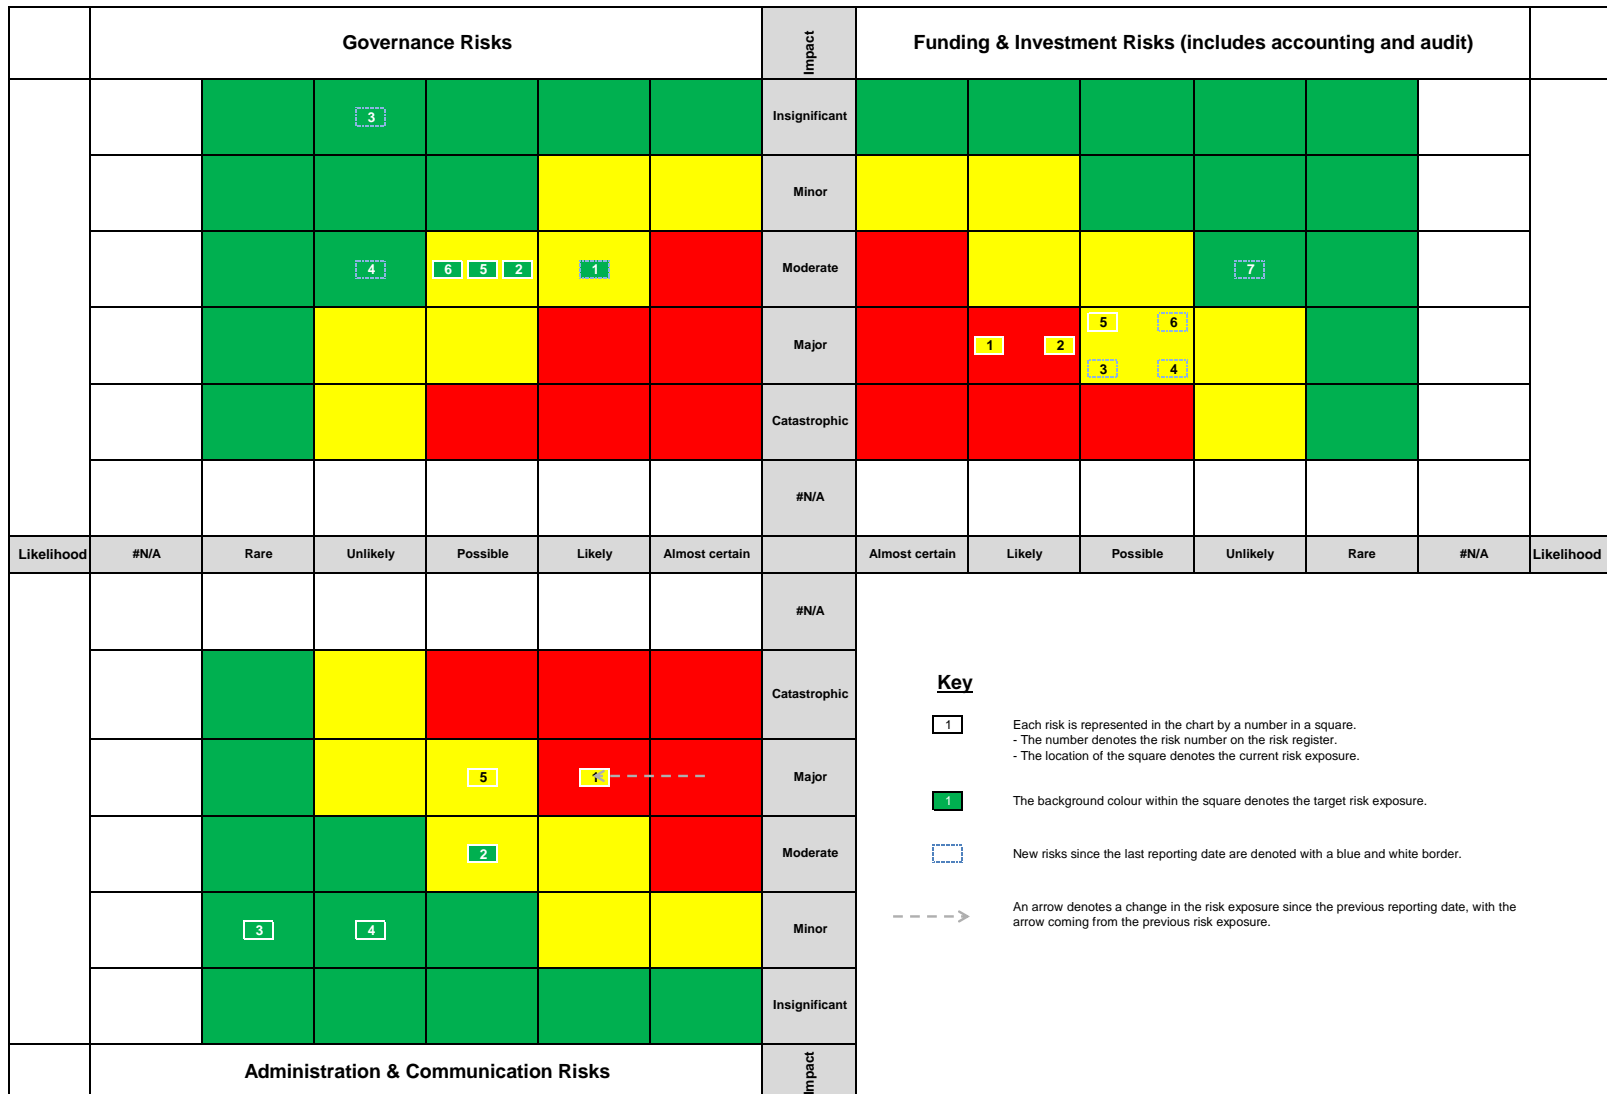 Governance Risks
Impact
Funding & Investment Risks (includes accounting and audit)
3
Insignificant
Minor
4
6 5 2
1
Moderate
7
Major
1 2
5 6
3 4
Catastrophic
#N/A
Likelihood #N/A Rare Unlikely Possible Likely Almost certain
Almost certain Likely Possible Unlikely Rare #N/A Likelihood
#N/A
Catastrophic
5
1
Major
2
Moderate
3
4
Minor
Insignificant
Administration & Communication Risks
Impact
Key
1
Each risk is represented in the chart by a number in a square.
- The number denotes the risk number on the risk register.
- The location of the square denotes the current risk exposure.
1
The background colour within the square denotes the target risk exposure.
New risks since the last reporting date are denoted with a blue and white border.
An arrow denotes a change in the risk exposure since the previous reporting date, with the
arrow coming from the previous risk exposure.